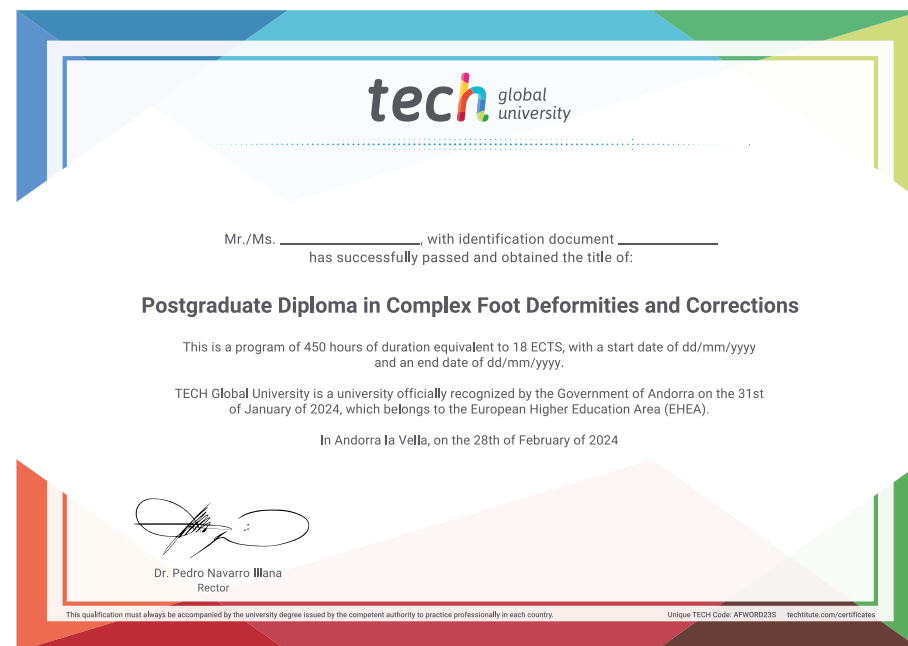 tech global university
Mr./Ms. ____________, with identification document ____________
has successfully passed and obtained the title of:
Postgraduate Diploma in Complex Foot Deformities and Corrections
This is a program of 450 hours of duration equivalent to 18 ECTS, with a start date of dd/mm/yyyy
and an end date of dd/mm/yyyy.
TECH Global University is a university officially recognized by the Government of Andorra on the 31st
of January of 2024, which belongs to the European Higher Education Area (EHEA).
In Andorra la Vella, on the 28th of February of 2024
Dr. Pedro Navarro Illana
Rector
This qualification must always be accompanied by the university degree issued by the competent authority to practice professionally in each country.
Unique TECH Code: AFWORD23S techtitute.com/certificates